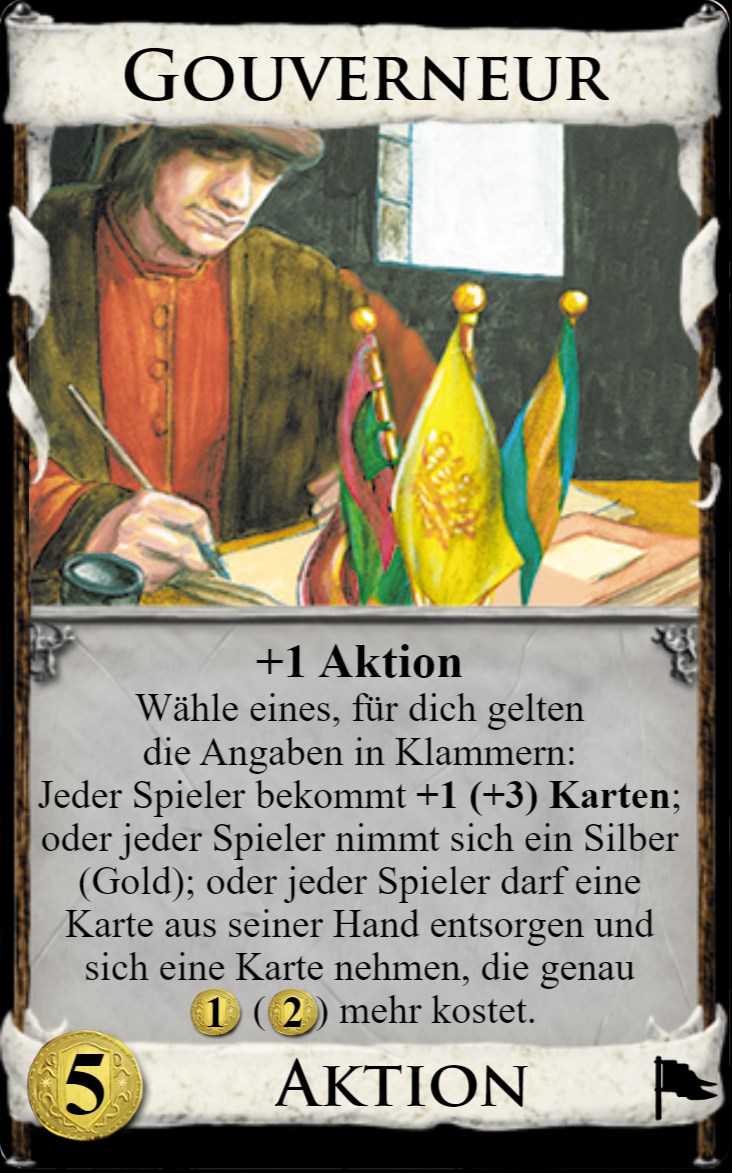 GOUVERNEUR
+1 Aktion
Wähle eines, für dich gelten
die Angaben in Klammern:
Jeder Spieler bekommt +1 (+3) Karten;
oder jeder Spieler nimmt sich ein Silber
(Gold); oder jeder Spieler darf eine
Karte aus seiner Hand entsorgen und
sich eine Karte nehmen, die genau
1 (2) mehr kostet.
5 AKTION